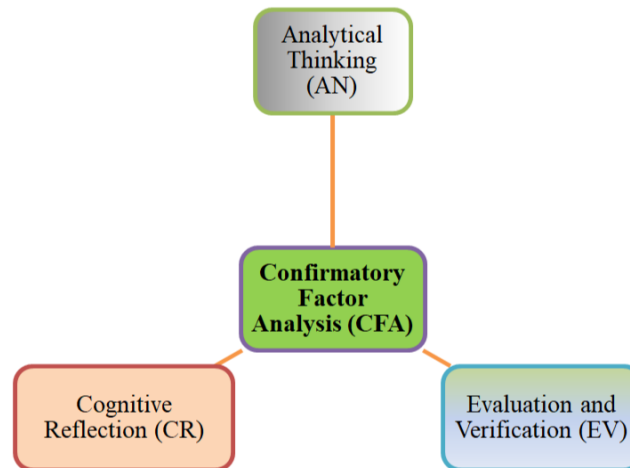 Analytical
Thinking
(AN)
Confirmatory
Factor
Analysis (CFA)
Cognitive
Reflection (CR)
Evaluation and
Verification (EV)